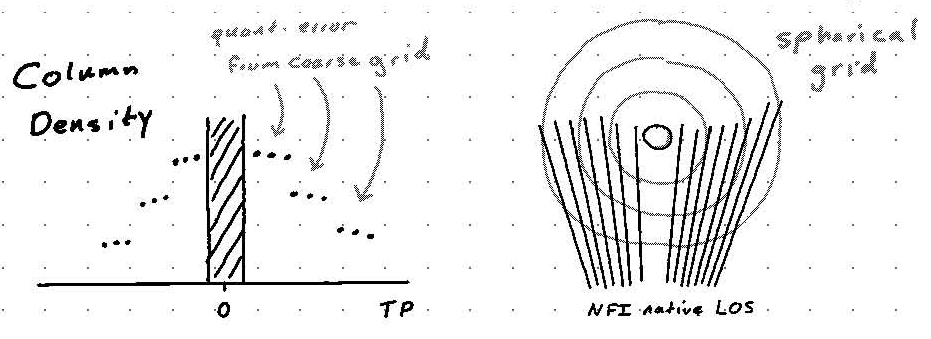 quant. error
from coarse grid
Column
Density
0
TP
spherical
grid
NFI native LOS